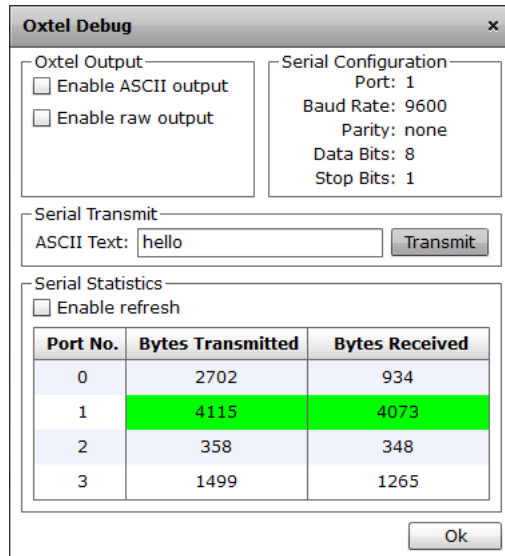 Oxtel Debug ×
Oxtel Output
Enable ASCII output
Enable raw output
Serial Configuration
Port: 1
Baud Rate: 9600
Parity: none
Data Bits: 8
Stop Bits: 1
Serial Transmit
ASCII Text: hello Transmit
Serial Statistics
Enable refresh
Port No. Bytes Transmitted Bytes Received
0 2702 934
1 4115 4073
2 358 348
3 1499 1265
Ok